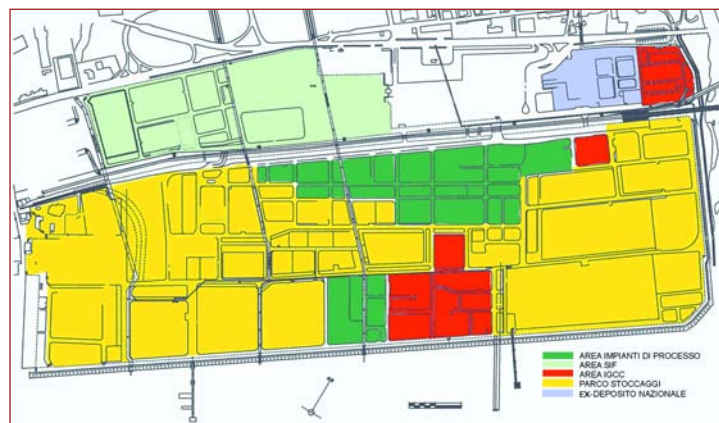 AREA IMPIANTI DI PROCESSO
AREA SIF
AREA IGCC
PARCO STOCCAGGI
EX-DEPOSITO NAZIONALE